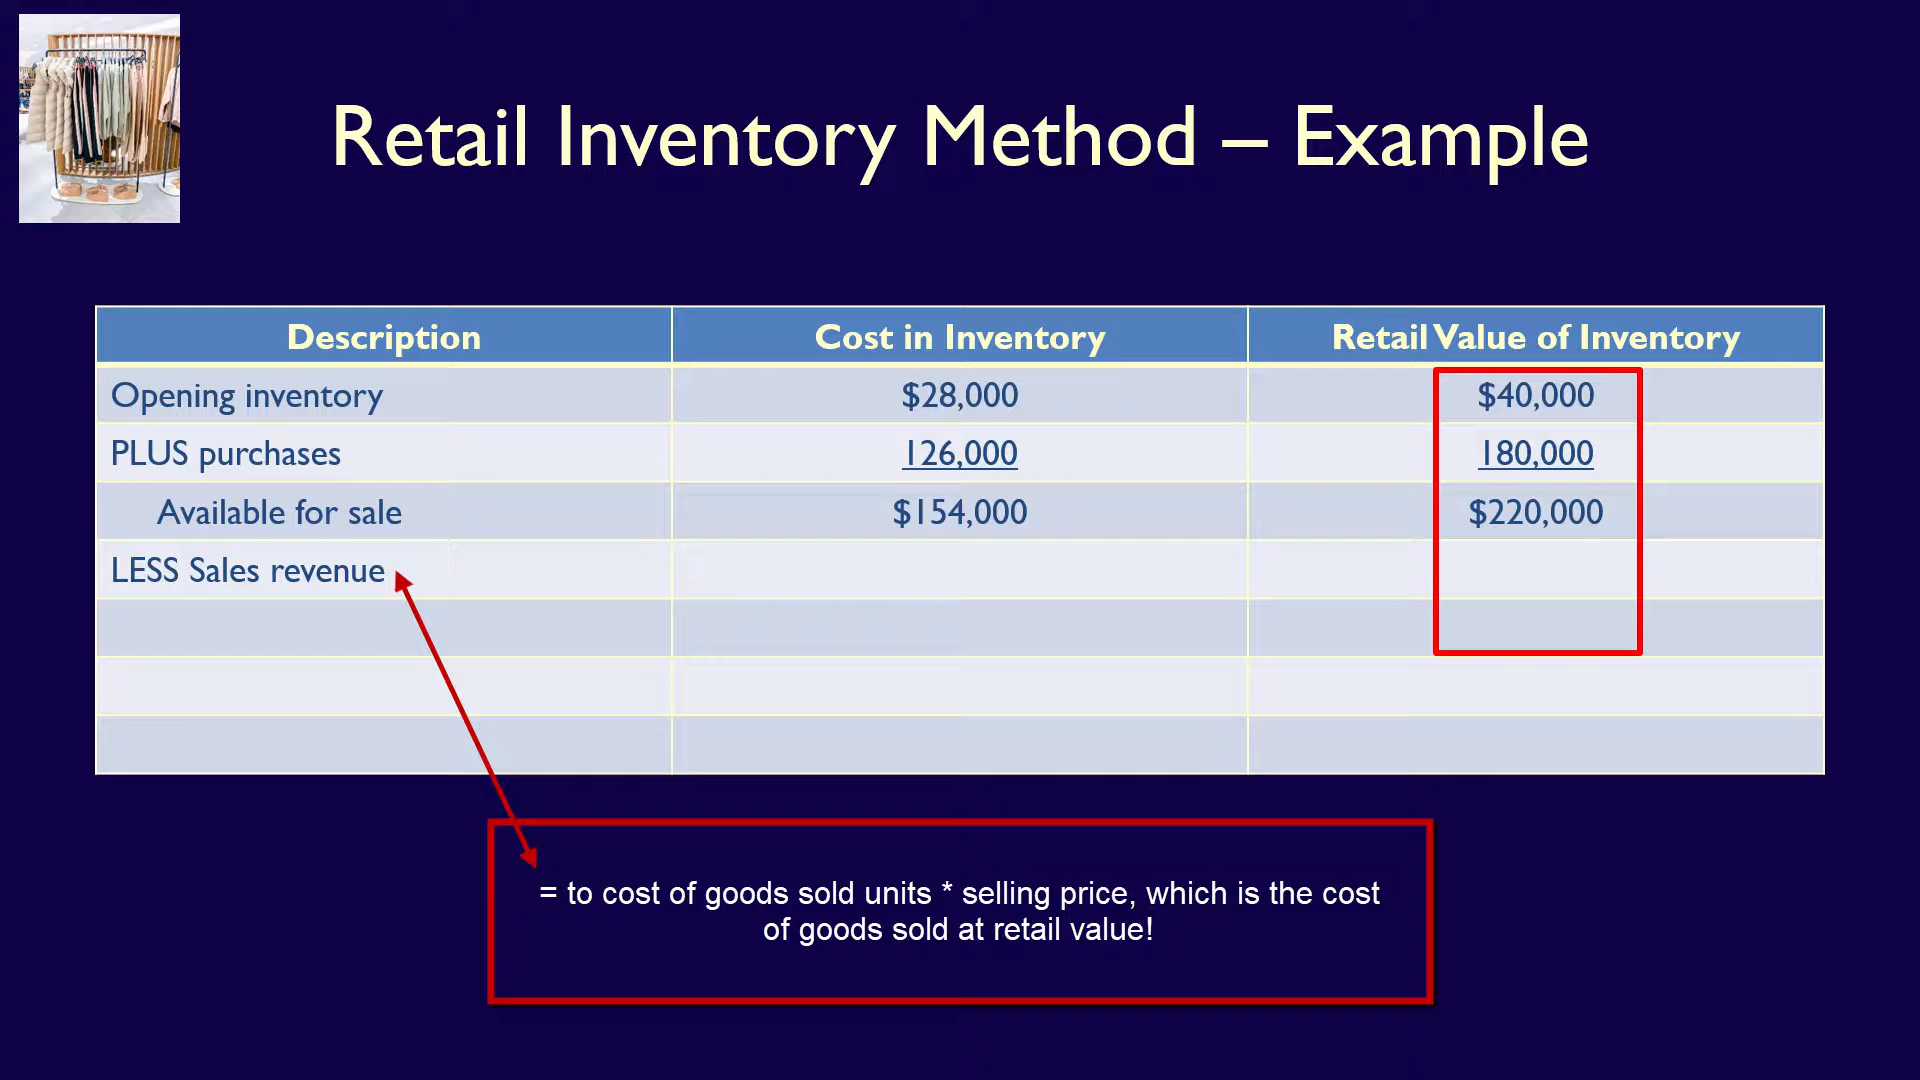 Retail Inventory Method – Example
Description Cost in Inventory Retail Value of Inventory
Opening inventory $28,000 $40,000
PLUS purchases 126,000 180,000
Available for sale $154,000 $220,000
LESS Sales revenue
= to cost of goods sold units * selling price, which is the cost
of goods sold at retail value!